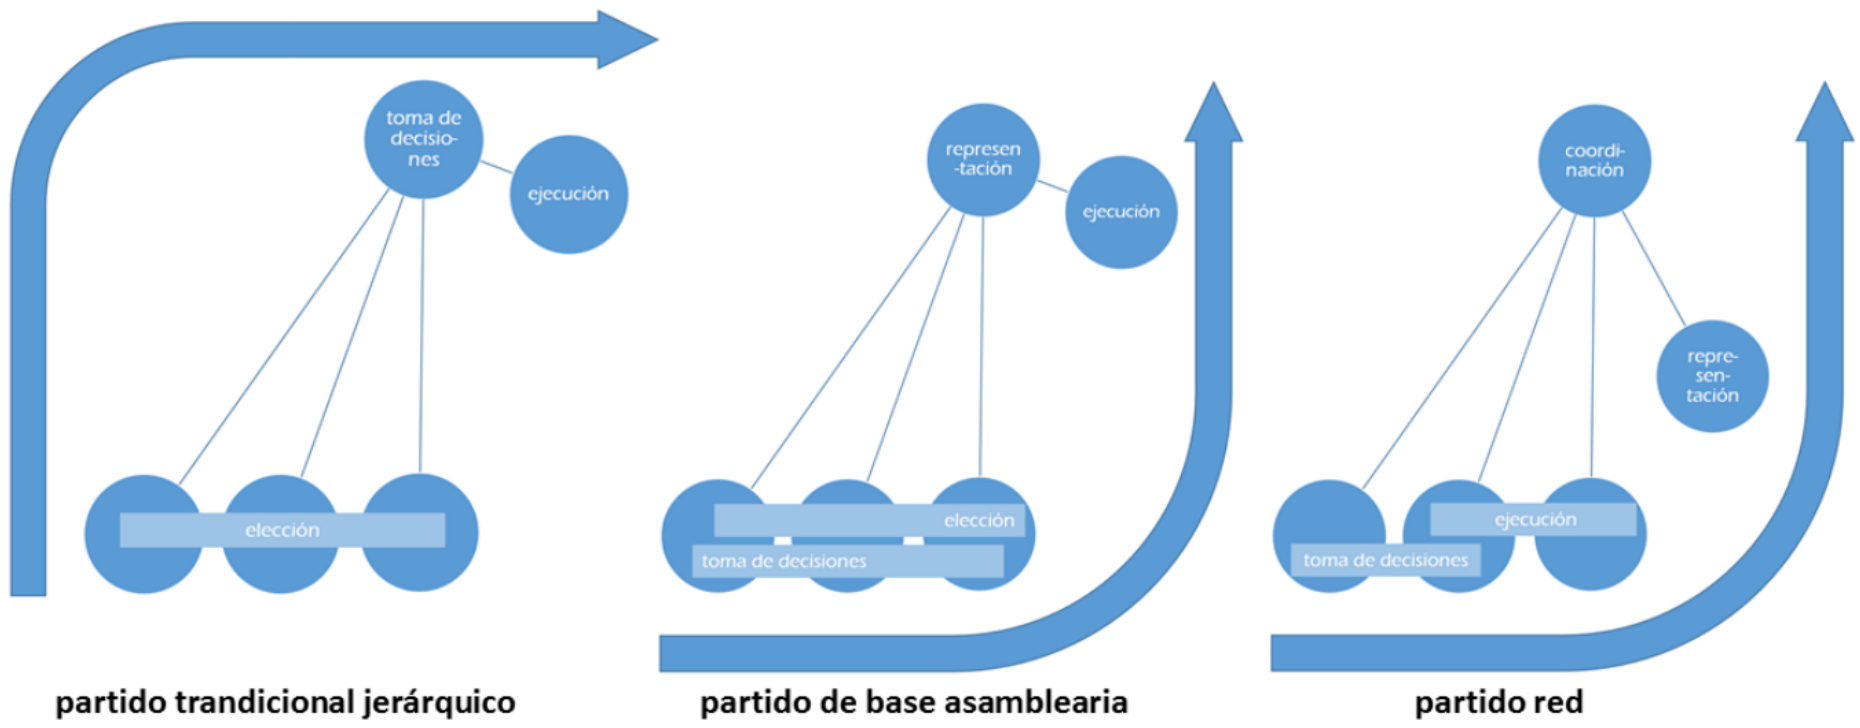 toma de
decisio-
nes
ejecución
elección
partido trandicional jerárquico
represen
-tación
ejecución
elección
toma de decisiones
partido de base asamblearia
coordi-
nación
repre-
sen-
tación
ejecución
toma de decisiones
partido red